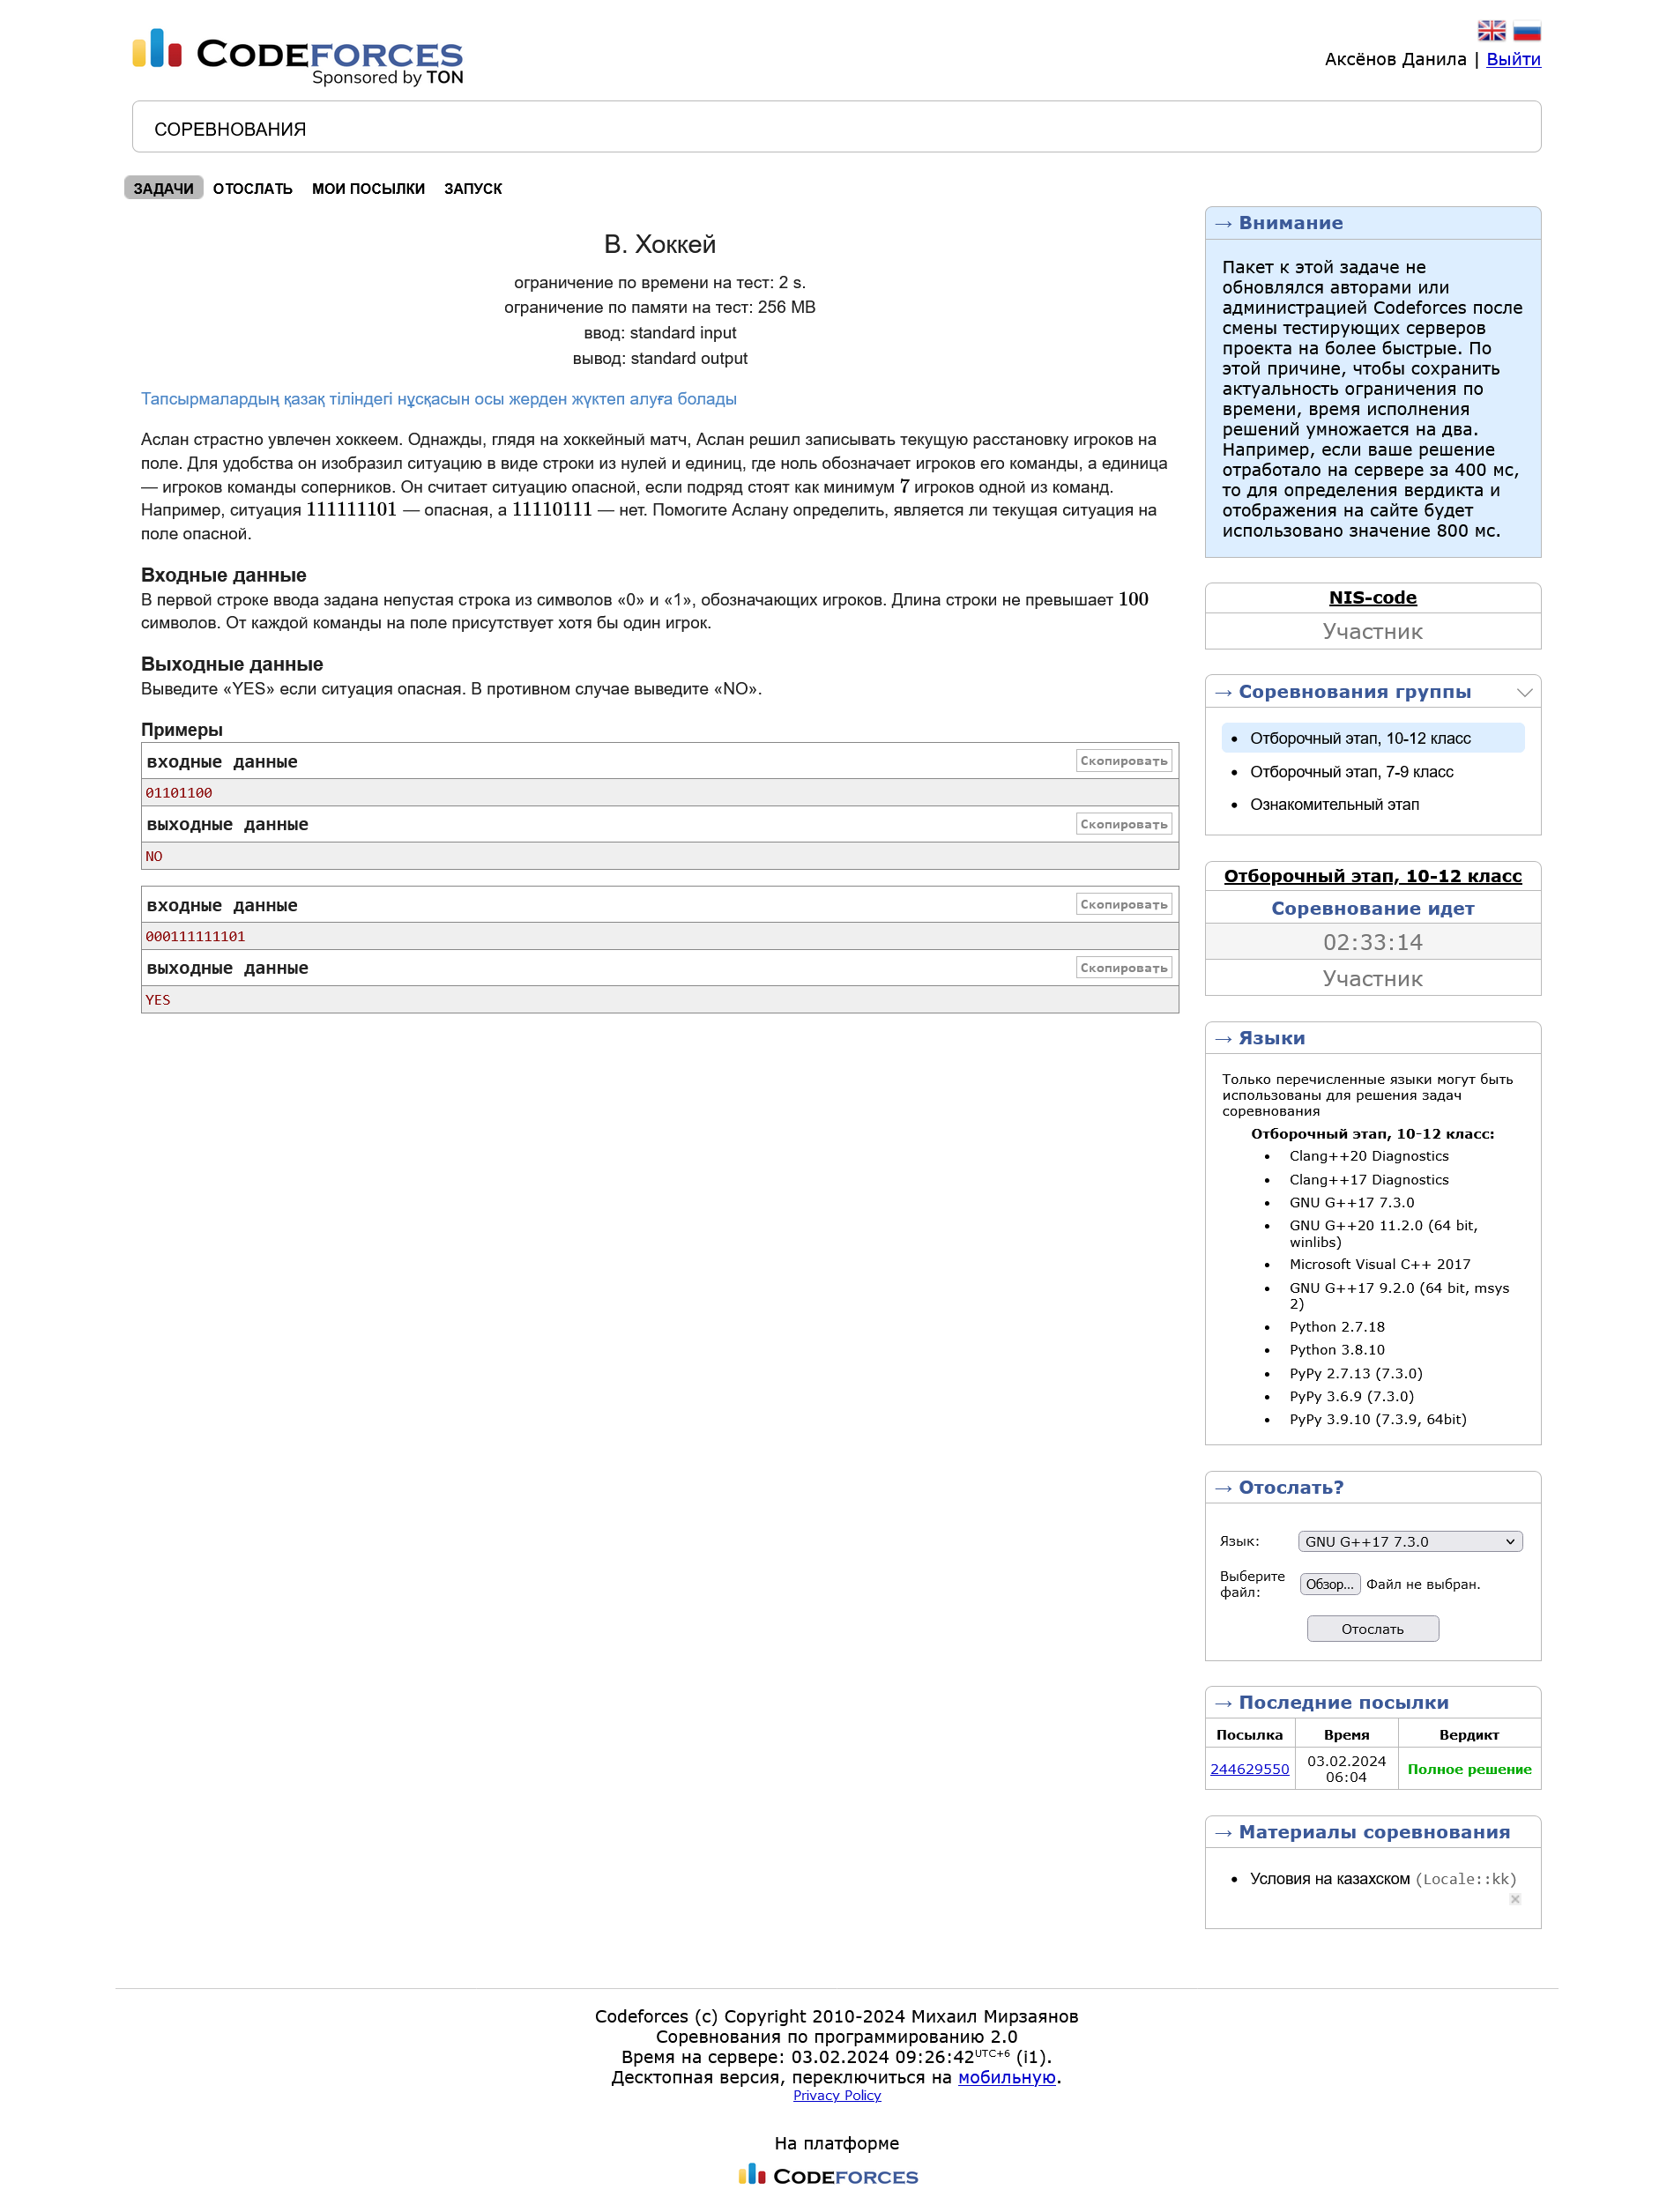 CODEFORCES
Sponsored by TON
Аксёнов Данила | Выйти
СОРЕВНОВАНИЯ
ЗАДАЧИ ОТОСЛАТЬ МОИ ПОСЫЛКИ ЗАПУСК
B. Хоккей
ограничение по времени на тест: 2 s.
ограничение по памяти на тест: 256 MB
ввод: standard input
вывод: standard output
Тапсырмалардың қазақ тіліндегі нұсқасын осы жерден жүктеп алуға болады
Аслан страстно увлечен хоккеем. Однажды, глядя на хоккейный матч, Аслан решил записывать текущую расстановку игроков на
поле. Для удобства он изобразил ситуацию в виде строки из нулей и единиц, где ноль обозначает игроков его команды, а единица
— игроков команды соперников. Он считает ситуацию опасной, если подряд стоят как минимум 7 игроков одной из команд.
Например, ситуация 111111101 — опасная, а 11110111 — нет. Помогите Аслану определить, является ли текущая ситуация на
поле опасной.
Входные данные
В первой строке ввода задана непустая строка из символов «0» и «1», обозначающих игроков. Длина строки не превышает 100
символов. От каждой команды на поле присутствует хотя бы один игрок.
Выходные данные
Выведите «YES» если ситуация опасная. В противном случае выведите «NO».
Примеры
входные данные Скопировать
01101100
выходные данные Скопировать
NO
входные данные Скопировать
000111111101
выходные данные Скопировать
YES
→ Внимание
Пакет к этой задаче не
обновлялся авторами или
администрацией Codeforces после
смены тестирующих серверов
проекта на более быстрые. По
этой причине, чтобы сохранить
актуальность ограничения по
времени, время исполнения
решений умножается на два.
Например, если ваше решение
отработало на сервере за 400 мс,
то для определения вердикта и
отображения на сайте будет
использовано значение 800 мс.
NIS-code
Участник
→ Соревнования группы
• Отборочный этап, 10-12 класс
• Отборочный этап, 7-9 класс
• Ознакомительный этап
Отборочный этап, 10-12 класс
Соревнование идет
02:33:14
Участник
→ Языки
Только перечисленные языки могут быть
использованы для решения задач
соревнования
Отборочный этап, 10-12 класс:
• Clang++20 Diagnostics
• Clang++17 Diagnostics
• GNU G++17 7.3.0
• GNU G++20 11.2.0 (64 bit,
winlibs)
• Microsoft Visual C++ 2017
• GNU G++17 9.2.0 (64 bit, msys
2)
• Python 2.7.18
• Python 3.8.10
• PyPy 2.7.13 (7.3.0)
• PyPy 3.6.9 (7.3.0)
• PyPy 3.9.10 (7.3.9, 64bit)
→ Отослать?
Язык: GNU G++17 7.3.0
Выберите
файл: Обзор... Файл не выбран.
Отослать
→ Последние посылки
Посылка Время Вердикт
244629550 03.02.2024 06:04 Полное решение
→ Материалы соревнования
• Условия на казахском (Locale::kk)
Codeforces (c) Copyright 2010-2024 Михаил Мирзаянов
Соревнования по программированию 2.0
Время на сервере: 03.02.2024 09:26:42UTC+6 (i1).
Десктопная версия, переключиться на мобильную.
Privacy Policy
На платформе
CODEFORCES